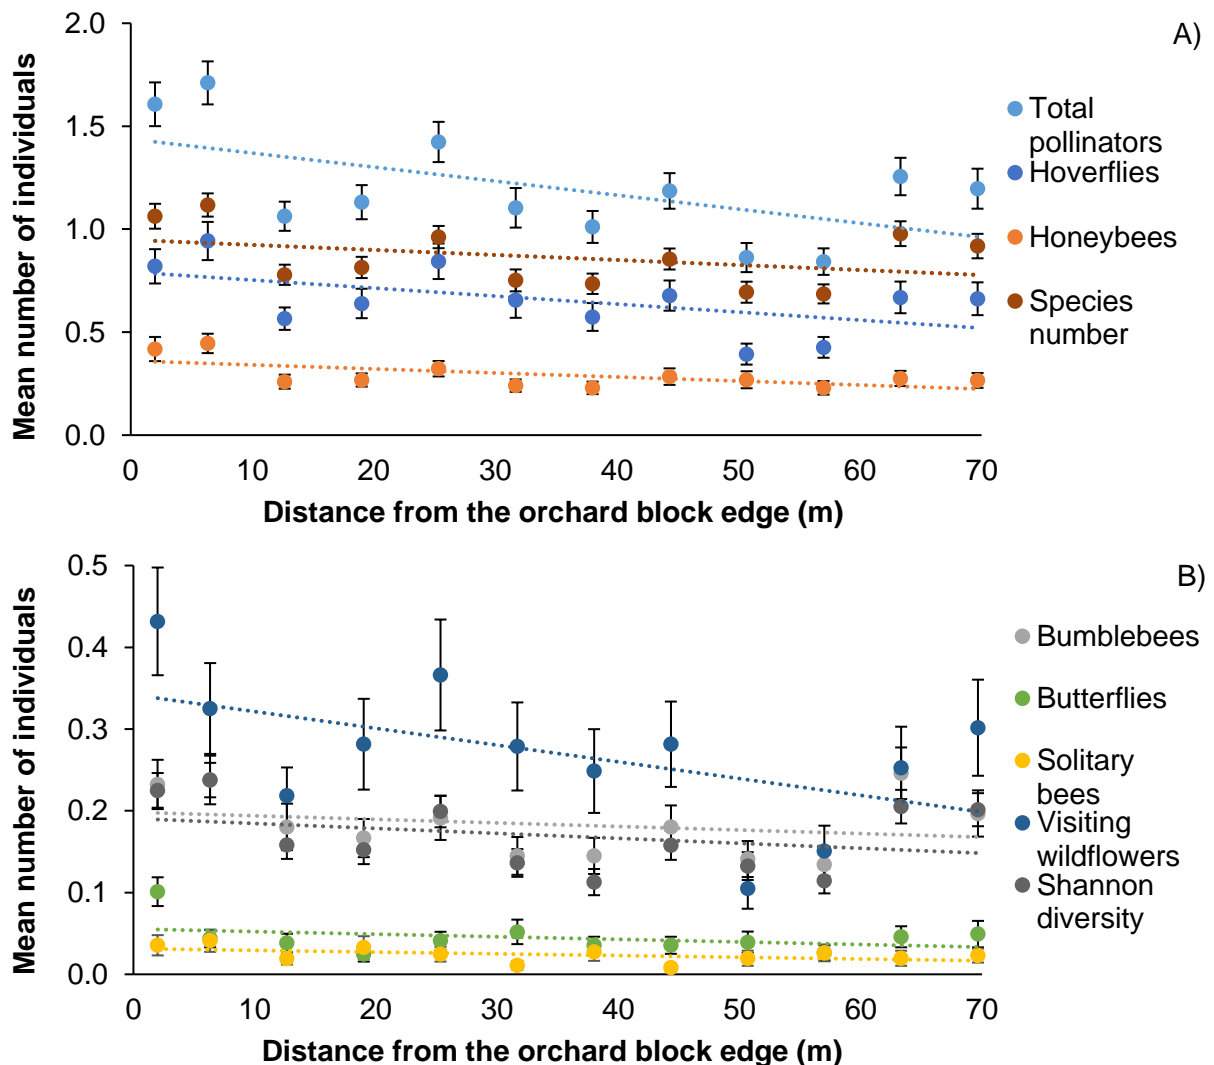 A)
Mean number of individuals
2.0
1.5
1.0
0.5
0.0
0 10 20 30 40 50 60 70
Distance from the orchard block edge (m)
Total
pollinators
Hoverflies
Honeybees
Species
number
B)
Mean number of individuals
0.5
0.4
0.3
0.2
0.1
0.0
0 10 20 30 40 50 60 70
Distance from the orchard block edge (m)
Bumblebees
Butterflies
Solitary
bees
Visiting
wildflowers
Shannon
diversity